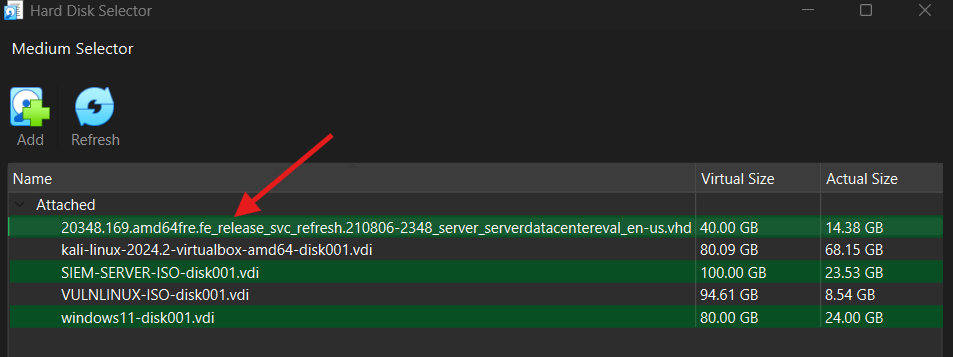 Hard Disk Selector
Medium Selector
Add Refresh
Name Virtual Size Actual Size
Attached
20348.169.amd64fre.fe_release_svc_refresh.210806-2348_server_serverdatacentereval_en-us.vhd 40.00 GB 14.38 GB
kali-linux-2024.2-virtualbox-amd64-disk001.vdi 80.09 GB 68.15 GB
SIEM-SERVER-ISO-disk001.vdi 100.00 GB 23.53 GB
VULNLINUX-ISO-disk001.vdi 94.61 GB 8.54 GB
windows11-disk001.vdi 80.00 GB 24.00 GB